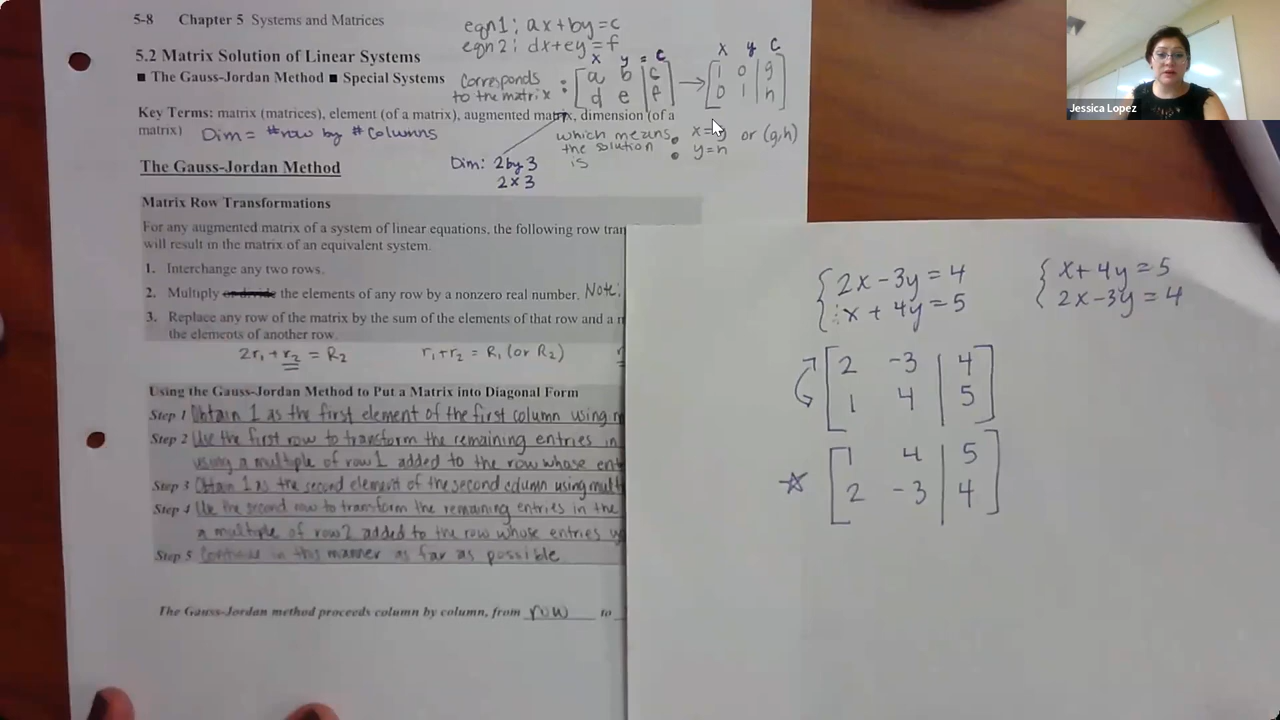 5-8 Chapter 5 Systems and Matrices
eqn1: ax+by=c
eqn2: dx+ey=f
5.2 Matrix Solution of Linear Systems
■ The Gauss-Jordan Method ■ Special Systems
Corresponds to the matrix :
x y = c
a b | c
d e | f
→
x y c
1 0 | g
0 1 | h
Key Terms: matrix (matrices), element (of a matrix), augmented matrix, dimension (of a
matrix) Dim = #row by # columns
which means the solution is :
x=g
y=h
or (g,h)
Dim: 2 by 3
2x3
The Gauss-Jordan Method
Matrix Row Transformations
For any augmented matrix of a system of linear equations, the following row
will result in the matrix of an equivalent system.
1. Interchange any two rows.
2. Multiply the elements of any row by a nonzero real number. Note:
3. Replace any row of the matrix by the sum of the elements of that row and a
the elements of another row.
2r₁+r₂ = R₂ r₁+r₂ = R₁ (or R₂)
Using the Gauss-Jordan Method to Put a Matrix into Diagonal Form
Step 1 Obtain 1 as the first element of the first column using
Step 2 Use the first row to transform the remaining entries in
using a multiple of row 1 added to the row whose
Step 3 Obtain 1 as the second element of the second column using
Step 4 Use the second row to transform the remaining entries in the
a multiple of row 2 added to the row whose entries
Step 5 Continue in this manner as far as possible.
The Gauss-Jordan method proceeds column by column, from row to
2x-3y=4
x+4y=5
x+4y=5
2x-3y=4
2 -3 | 4
1 4 | 5
1 4 | 5
2 -3 | 4
Jessica Lopez